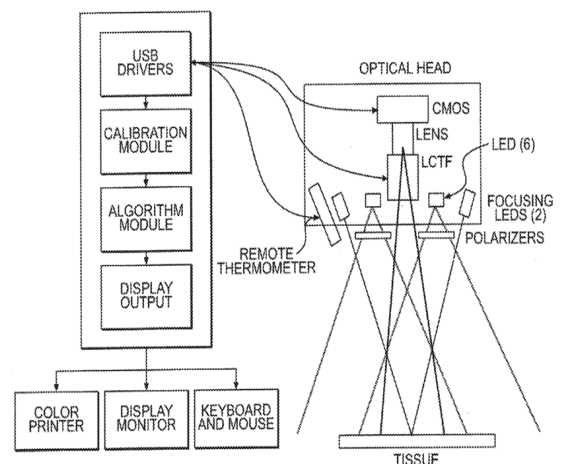 USB
DRIVERS
CALIBRATION
MODULE
ALGORITHM
MODULE
DISPLAY
OUTPUT
COLOR
PRINTER
DISPLAY
MONITOR
KEYBOARD
AND MOUSE
OPTICAL HEAD
CMOS
LENS
LCTF
LED (6)
FOCUSING
LEDS (2)
POLARIZERS
REMOTE
THERMOMETER
TISSUE